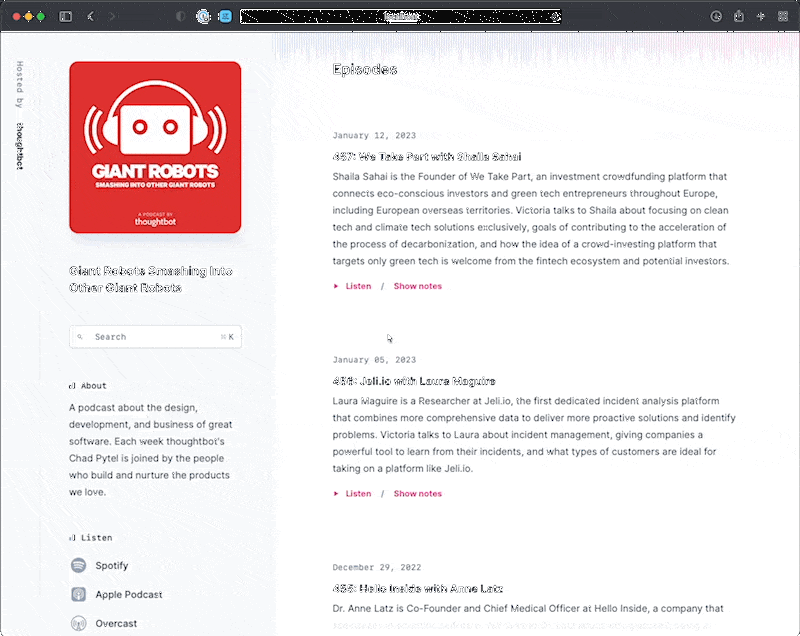 Hosted by thoughtbot
GIANT ROBOTS
SMASHING INTO OTHER GIANT ROBOTS
A PODCAST BY
thoughtbot
Giant Robots Smashing Into
Other Giant Robots
Search
⌘ K
About
A podcast about the design,
development, and business of great
software. Each week thoughtbot's
Chad Pytel is joined by the people
who build and nurture the products
we love.
Listen
Spotify
Apple Podcast
Overcast
Episodes
January 12, 2023
457: We Take Part with Shaila Sahai
Shaila Sahai is the Founder of We Take Part, an investment crowdfunding platform that
connects eco-conscious investors and green tech entrepreneurs throughout Europe,
including European overseas territories. Victoria talks to Shaila about focusing on clean
tech and climate tech solutions exclusively, goals of contributing to the acceleration of
the process of decarbonization, and how the idea of a crowd-investing platform that
targets only green tech is welcome from the fintech ecosystem and potential investors.
Listen / Show notes
January 05, 2023
456: Jeli.io with Laura Maguire
Laura Maguire is a Researcher at Jeli.io, the first dedicated incident analysis platform
that combines more comprehensive data to deliver more proactive solutions and identify
problems. Victoria talks to Laura about incident management, giving companies a
powerful tool to learn from their incidents, and what types of customers are ideal for
taking on a platform like Jeli.io.
Listen / Show notes
December 29, 2022
455: Hello Inside with Anne Latz
Dr. Anne Latz is Co-Founder and Chief Medical Officer at Hello Inside, a company that